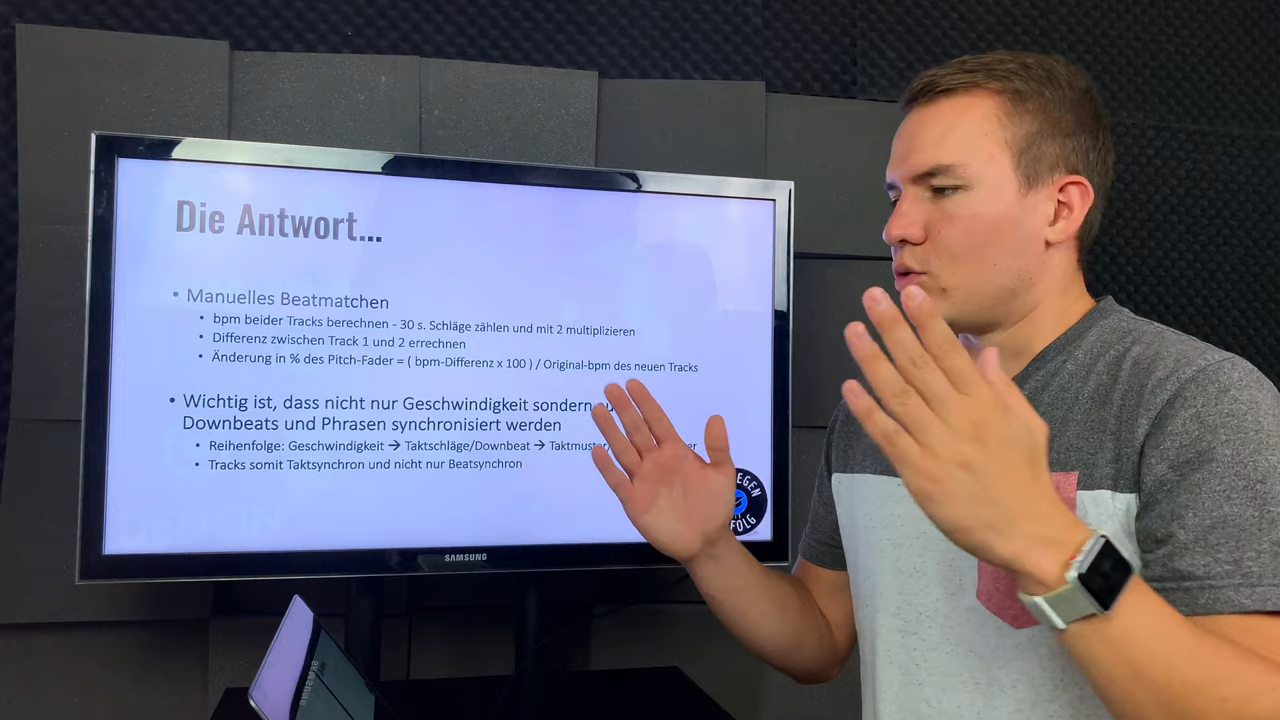 Die Antwort...
• Manuelles Beatmatchen
• bpm beider Tracks berechnen - 30 s. Schläge zählen und mit 2 multiplizieren
• Differenz zwischen Track 1 und 2 errechnen
• Änderung in % des Pitch-Fader = ( bpm-Differenz x 100 ) / Original-bpm des neuen Tracks
• Wichtig ist, dass nicht nur Geschwindigkeit sondern
Downbeats und Phrasen synchronisiert werden
• Reihenfolge: Geschwindigkeit → Taktschläge/Downbeat → Taktmuster/
• Tracks somit Taktsynchron und nicht nur Beatsynchron
SAMSUNG
SAMSUNG